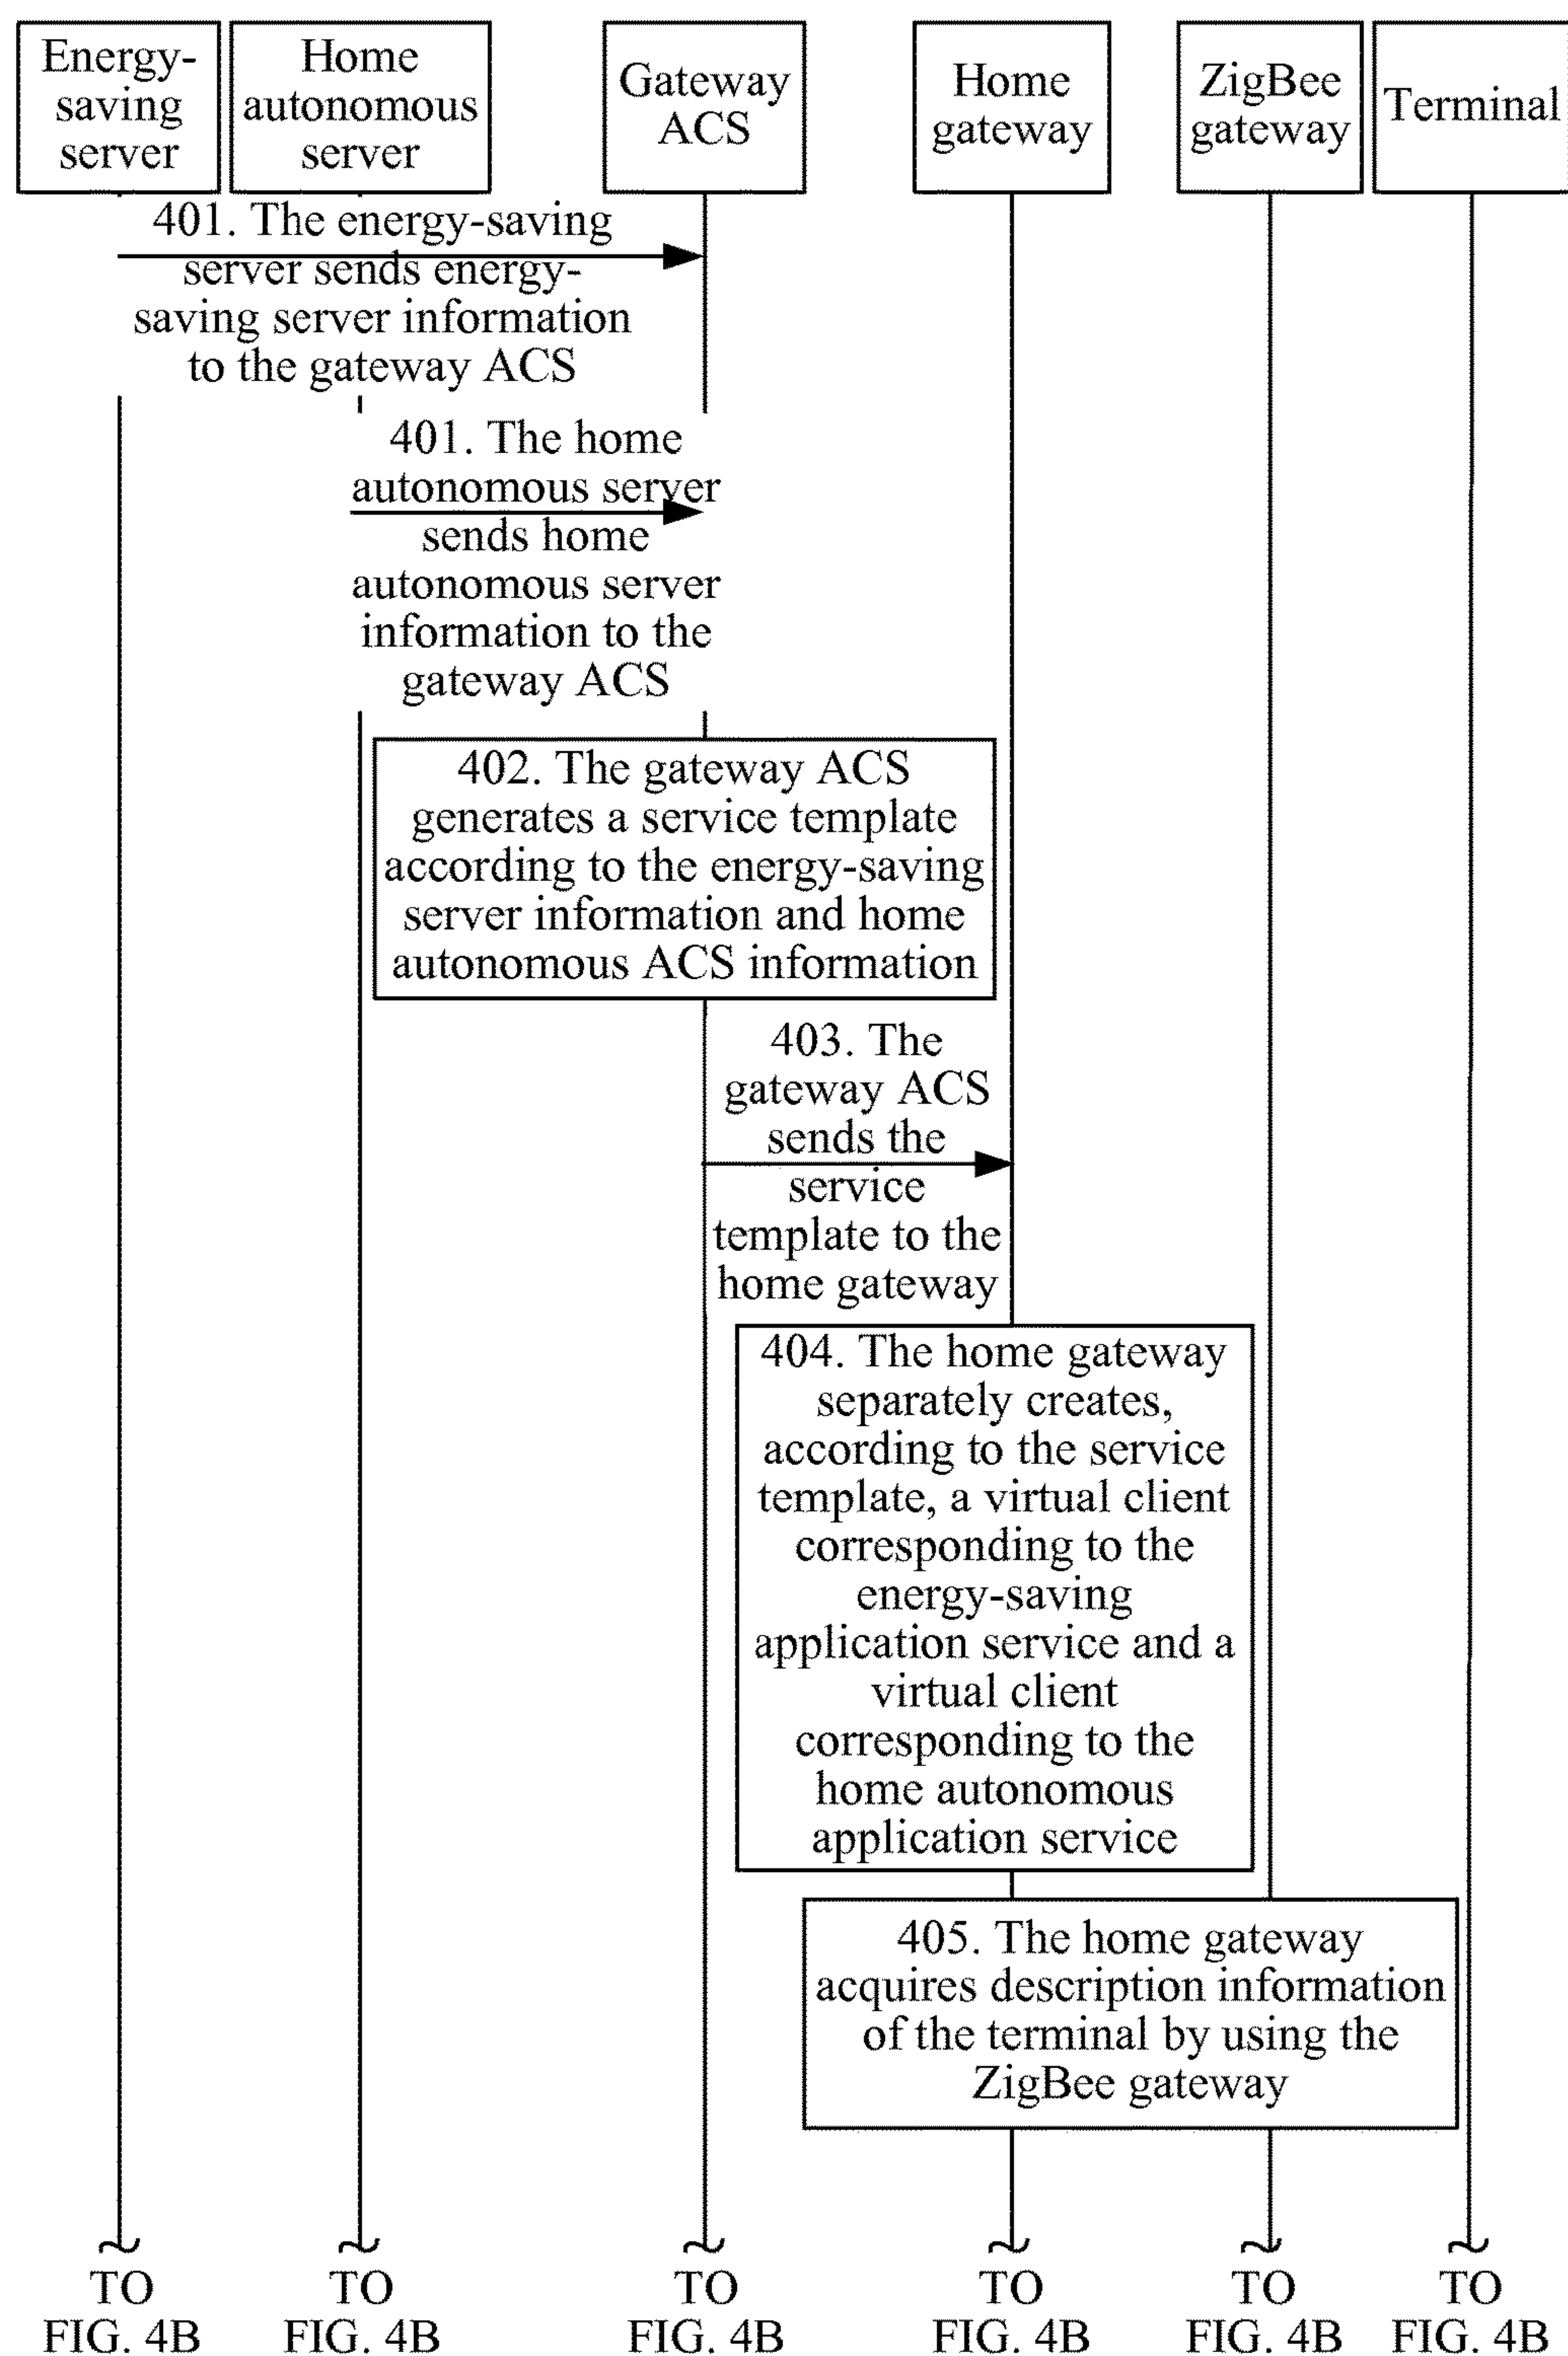 Energy-
saving
server
Home
autonomous
server
Gateway
ACS
Home
gateway
ZigBee
gateway
Terminal
401. The energy-saving
server sends energy-
saving server information
to the gateway ACS
401. The home
autonomous server
sends home
autonomous server
information to the
gateway ACS
402. The gateway ACS
generates a service template
according to the energy-saving
server information and home
autonomous ACS information
403. The
gateway ACS
sends the
service
template to the
home gateway
404. The home gateway
separately creates,
according to the service
template, a virtual client
corresponding to the
energy-saving
application service and a
virtual client
corresponding to the
home autonomous
application service
405. The home gateway
acquires description information
of the terminal by using the
ZigBee gateway
TO
FIG. 4B
TO
FIG. 4B
TO
FIG. 4B
TO
FIG. 4B
TO
FIG. 4B
TO
FIG. 4B